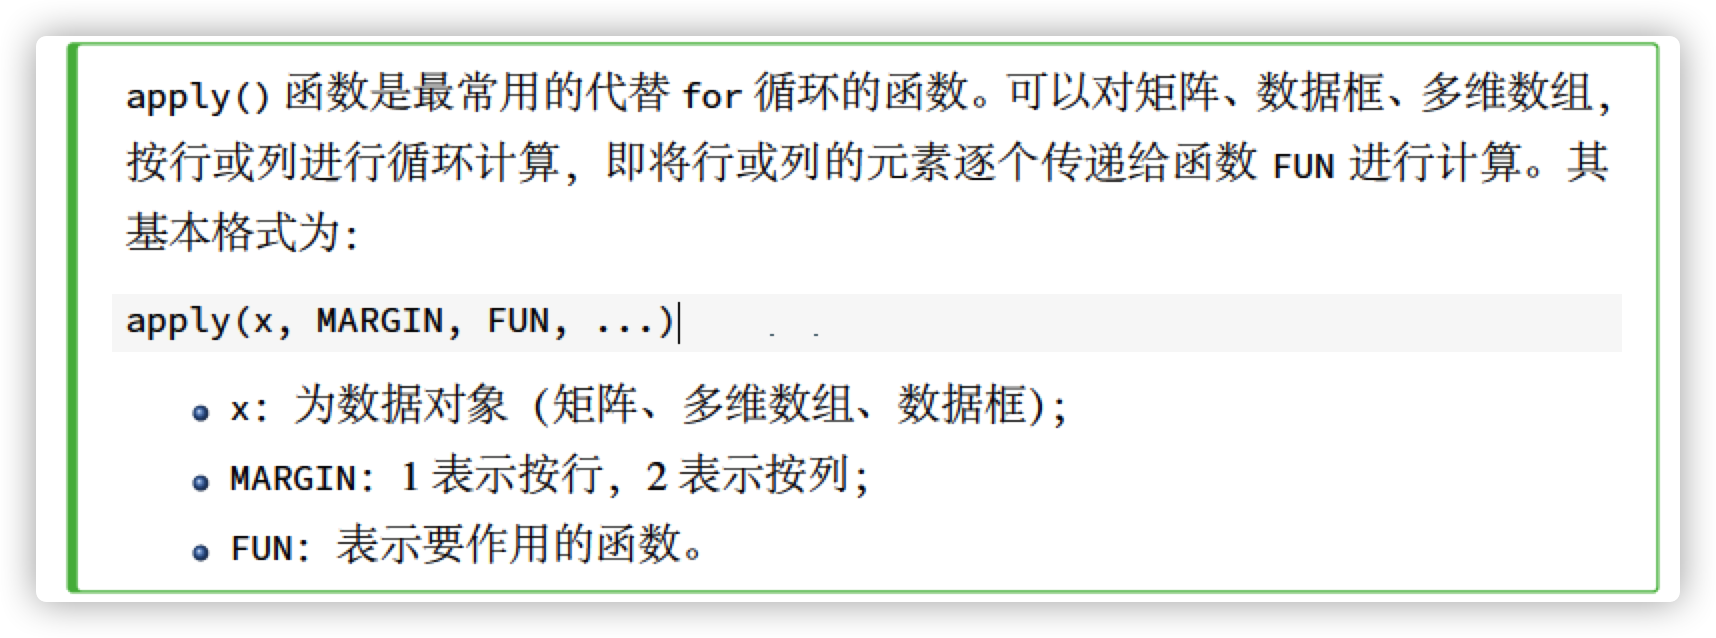 apply() 函数是最常用的代替 for 循环的函数。可以对矩阵、数据框、多维数组，
按行或列进行循环计算，即将行或列的元素逐个传递给函数 FUN 进行计算。其
基本格式为：
apply(x, MARGIN, FUN, ...)
x: 为数据对象（矩阵、多维数组、数据框）；
MARGIN: 1 表示按行，2 表示按列；
FUN: 表示要作用的函数。